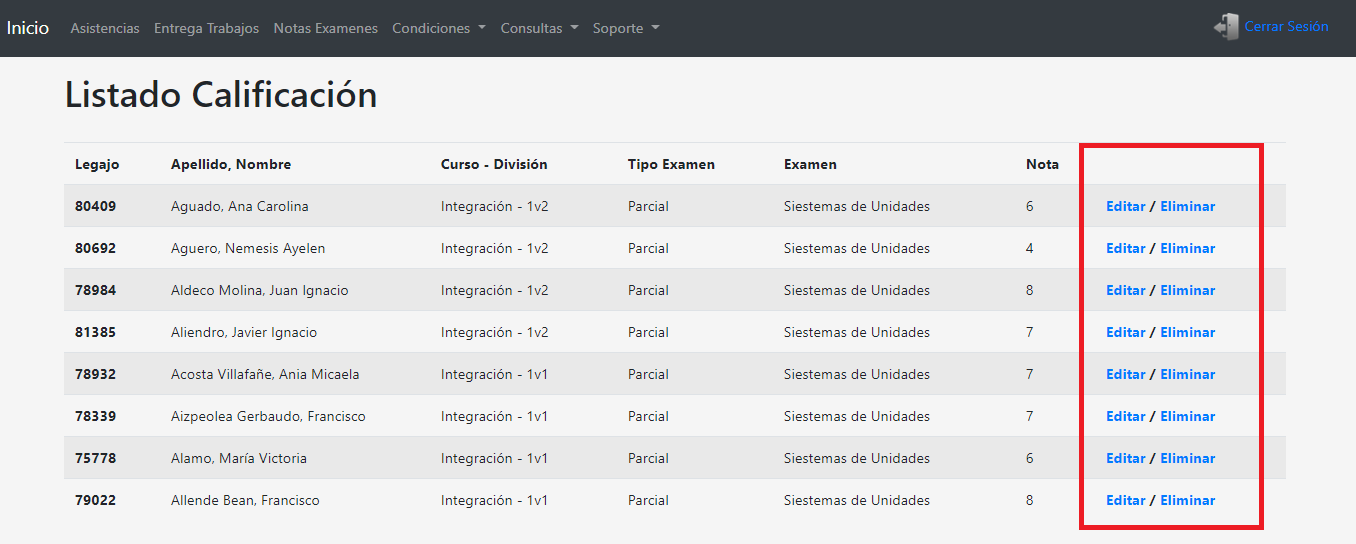 Inicio Asistencias Entrega Trabajos Notas Examenes Condiciones Consultas Soporte Cerrar Sesión
Listado Calificación
Legajo Apellido, Nombre Curso - División Tipo Examen Examen Nota
80409 Aguado, Ana Carolina Integración - 1v2 Parcial Siestemas de Unidades 6 Editar / Eliminar
80692 Aguero, Nemesis Ayelen Integración - 1v2 Parcial Siestemas de Unidades 4 Editar / Eliminar
78984 Aldeco Molina, Juan Ignacio Integración - 1v2 Parcial Siestemas de Unidades 8 Editar / Eliminar
81385 Aliendro, Javier Ignacio Integración - 1v2 Parcial Siestemas de Unidades 7 Editar / Eliminar
78932 Acosta Villafañe, Ania Micaela Integración - 1v1 Parcial Siestemas de Unidades 7 Editar / Eliminar
78339 Aizpeolea Gerbaudo, Francisco Integración - 1v1 Parcial Siestemas de Unidades 7 Editar / Eliminar
75778 Alamo, María Victoria Integración - 1v1 Parcial Siestemas de Unidades 6 Editar / Eliminar
79022 Allende Bean, Francisco Integración - 1v1 Parcial Siestemas de Unidades 8 Editar / Eliminar